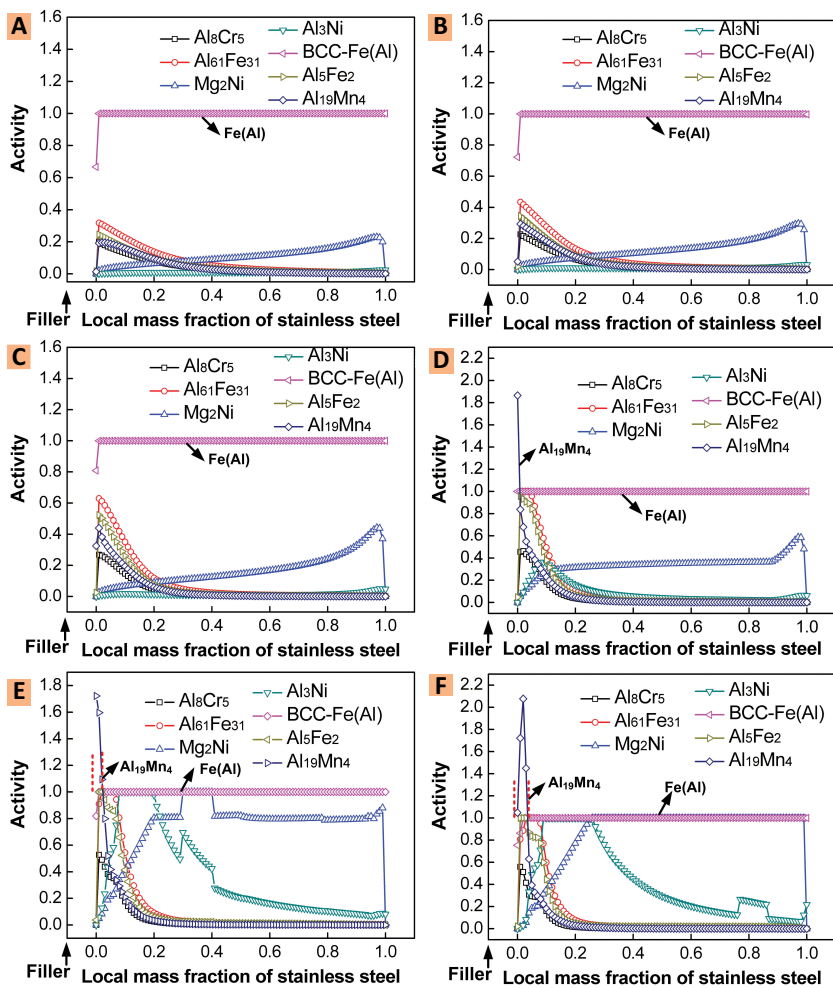 A
Activity
1.6
1.4
1.2
1.0
0.8
0.6
0.4
0.2
0.0
Al8Cr5
Al61Fe31
Mg2Ni
Al3Ni
BCC-Fe(Al)
Al5Fe2
Al19Mn4
Fe(Al)
0.0 0.2 0.4 0.6 0.8 1.0
Filler Local mass fraction of stainless steel
B
Activity
1.6
1.4
1.2
1.0
0.8
0.6
0.4
0.2
0.0
Al8Cr5
Al61Fe31
Mg2Ni
Al3Ni
BCC-Fe(Al)
Al5Fe2
Al19Mn4
Fe(Al)
0.0 0.2 0.4 0.6 0.8 1.0
Filler Local mass fraction of stainless steel
C
Activity
1.6
1.4
1.2
1.0
0.8
0.6
0.4
0.2
0.0
Al8Cr5
Al61Fe31
Mg2Ni
Al3Ni
BCC-Fe(Al)
Al5Fe2
Al19Mn4
Fe(Al)
0.0 0.2 0.4 0.6 0.8 1.0
Filler Local mass fraction of stainless steel
D
Activity
2.2
2.0
1.8
1.6
1.4
1.2
1.0
0.8
0.6
0.4
0.2
0.0
Al8Cr5
Al61Fe31
Mg2Ni
Al3Ni
BCC-Fe(Al)
Al5Fe2
Al19Mn4
Al19Mn4
Fe(Al)
0.0 0.2 0.4 0.6 0.8 1.0
Filler Local mass fraction of stainless steel
E
Activity
1.8
1.6
1.4
1.2
1.0
0.8
0.6
0.4
0.2
0.0
Al8Cr5
Al61Fe31
Mg2Ni
Al3Ni
BCC-Fe(Al)
Al5Fe2
Al19Mn4
Al19Mn4
Fe(Al)
0.0 0.2 0.4 0.6 0.8 1.0
Filler Local mass fraction of stainless steel
F
Activity
2.2
2.0
1.8
1.6
1.4
1.2
1.0
0.8
0.6
0.4
0.2
0.0
Al8Cr5
Al61Fe31
Mg2Ni
Al3Ni
BCC-Fe(Al)
Al5Fe2
Al19Mn4
Al19Mn4
Fe(Al)
0.0 0.2 0.4 0.6 0.8 1.0
Filler Local mass fraction of stainless steel